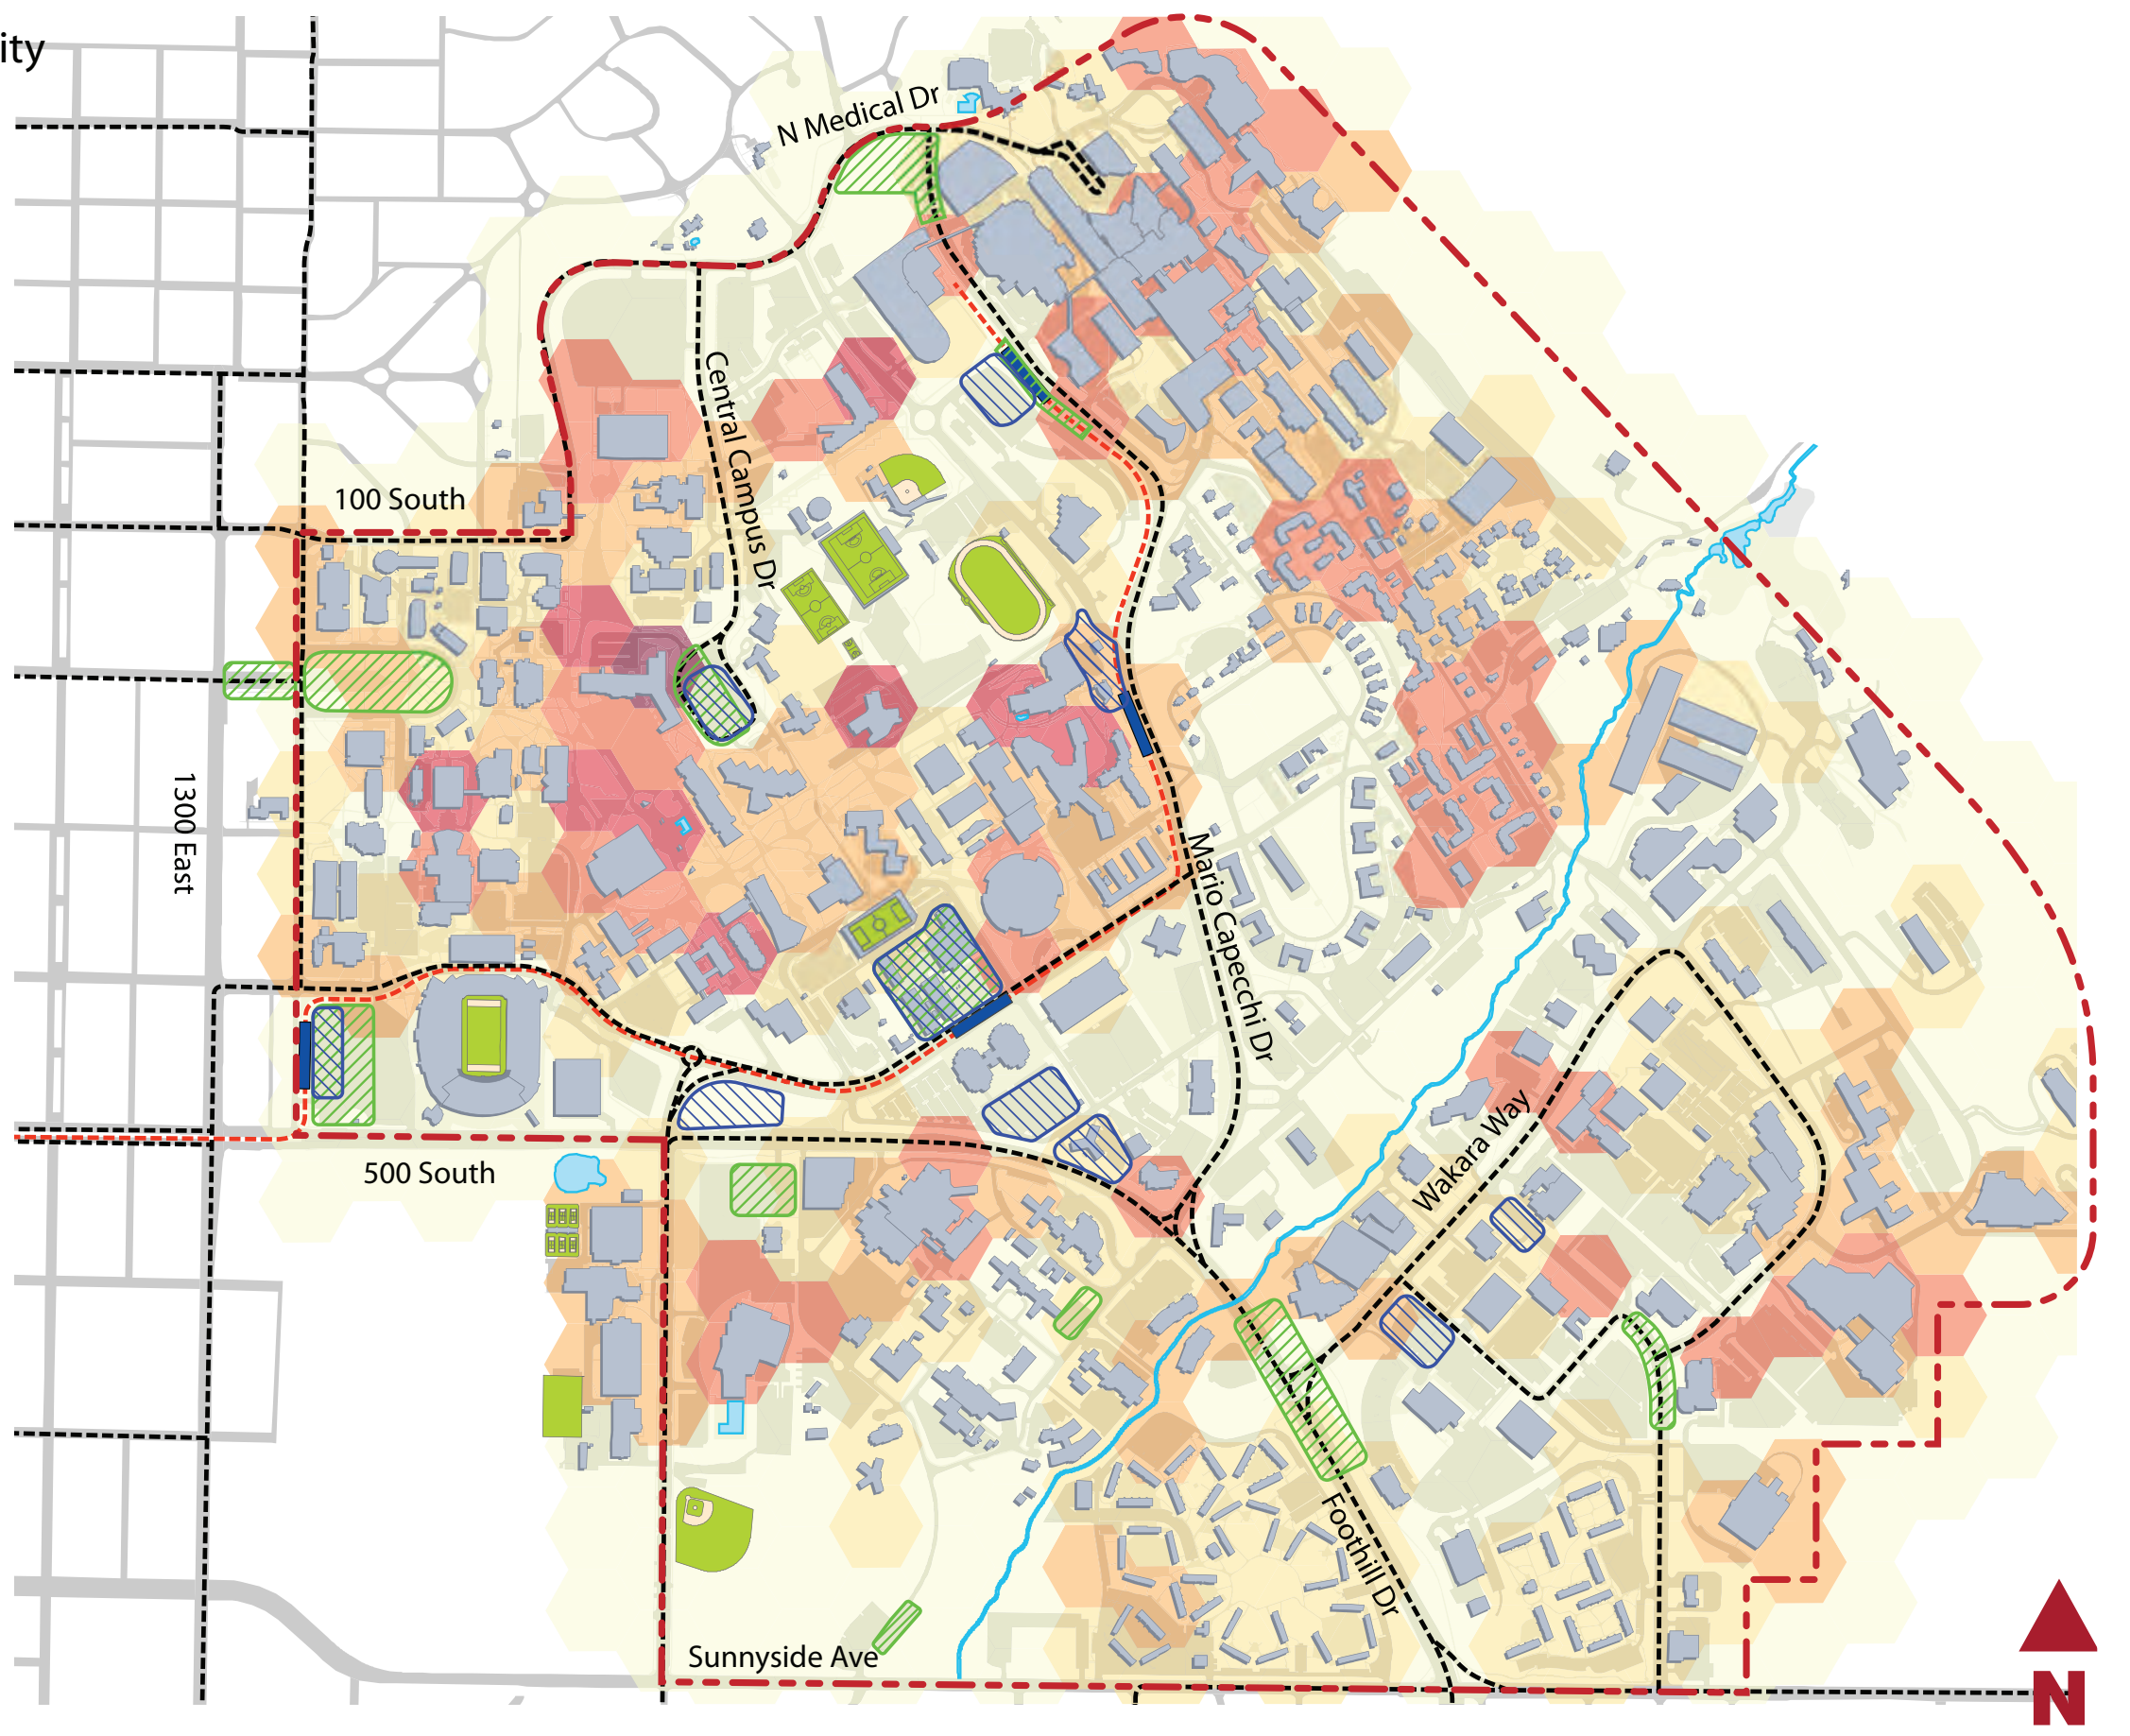 ity
N Medical Dr
Central Campus Dr
100 South
1300 East
Mario Capecchi Dr
Wakara Way
500 South
Foothill Dr
Sunnyside Ave
N